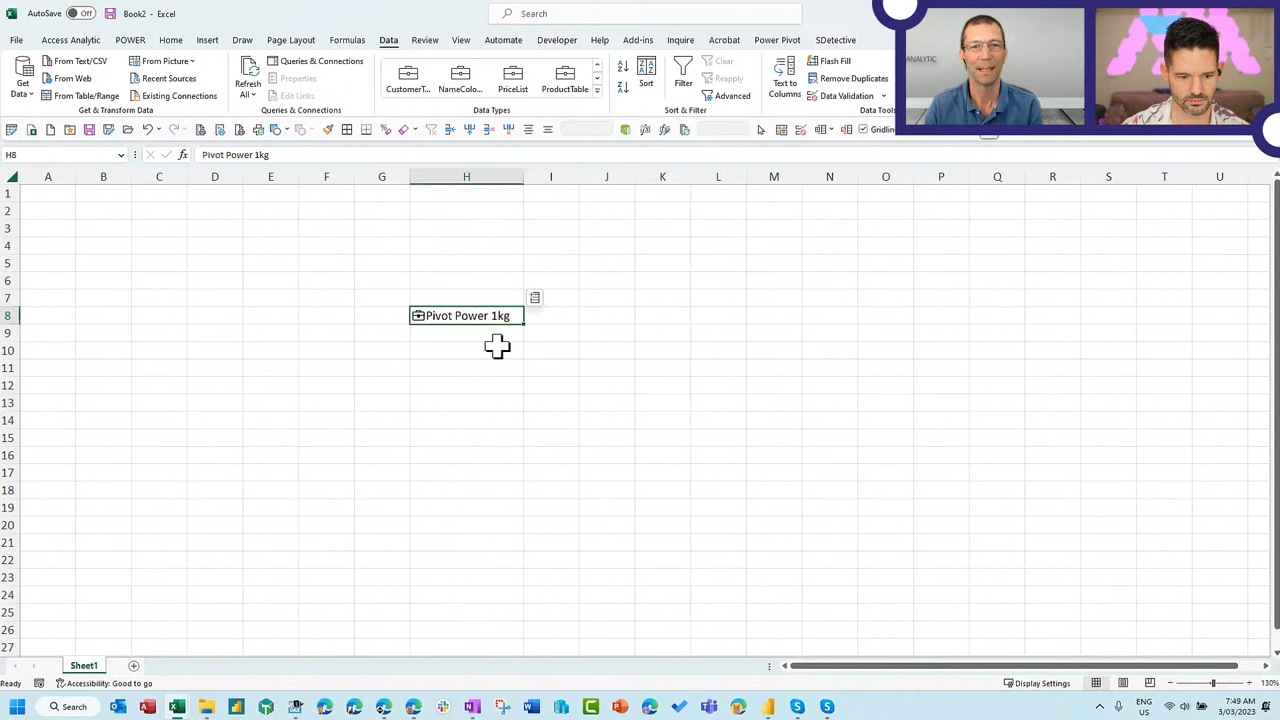 AutoSave Off Book2 - Excel Search
File Access Analytic POWER Home Insert Draw Page Layout Formulas Data Review View Automate Developer Help Add-ins Inquire Acrobat Power Pivot SDetective
Get Data
From Text/CSV
From Web
From Table/Range
From Picture
Recent Sources
Existing Connections
Get & Transform Data
Refresh All
Queries & Connections
Properties
Edit Links
Queries & Connections
CustomerT...
NameColo...
PriceList
ProductTable
Data Types
Sort
Filter
Clear
Reapply
Advanced
Sort & Filter
Text to Columns
Flash Fill
Remove Duplicates
Data Validation
Data Tools
ANALYTIC
H8 fx Pivot Power 1kg
A B C D E F G H I J K L M N O P Q R S T U
1
2
3
4
5
6
7
8 Pivot Power 1kg
9
10
11
12
13
14
15
16
17
18
19
20
21
22
23
24
25
26
27
Sheet1
Ready Accessibility: Good to go Display Settings 130%
Search ENG US 7:49 AM 3/03/2023